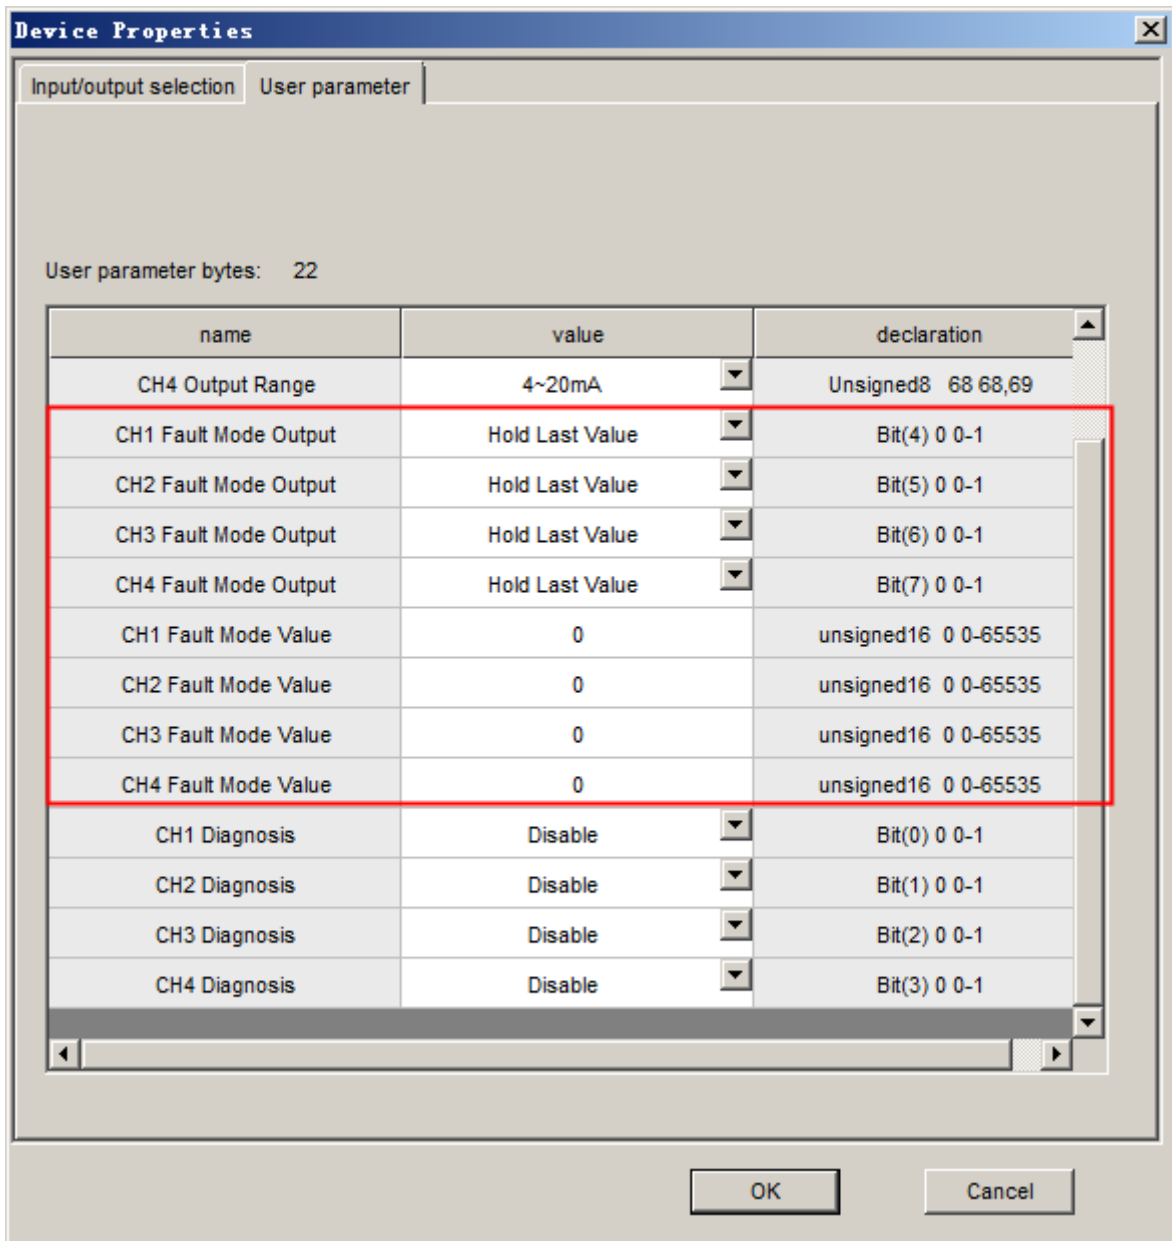 Device Properties
Input/output selection User parameter
User parameter bytes: 22
name value declaration
CH4 Output Range 4~20mA Unsigned8 68 68,69
CH1 Fault Mode Output Hold Last Value Bit(4) 0 0-1
CH2 Fault Mode Output Hold Last Value Bit(5) 0 0-1
CH3 Fault Mode Output Hold Last Value Bit(6) 0 0-1
CH4 Fault Mode Output Hold Last Value Bit(7) 0 0-1
CH1 Fault Mode Value 0 unsigned16 0 0-65535
CH2 Fault Mode Value 0 unsigned16 0 0-65535
CH3 Fault Mode Value 0 unsigned16 0 0-65535
CH4 Fault Mode Value 0 unsigned16 0 0-65535
CH1 Diagnosis Disable Bit(0) 0 0-1
CH2 Diagnosis Disable Bit(1) 0 0-1
CH3 Diagnosis Disable Bit(2) 0 0-1
CH4 Diagnosis Disable Bit(3) 0 0-1
OK Cancel